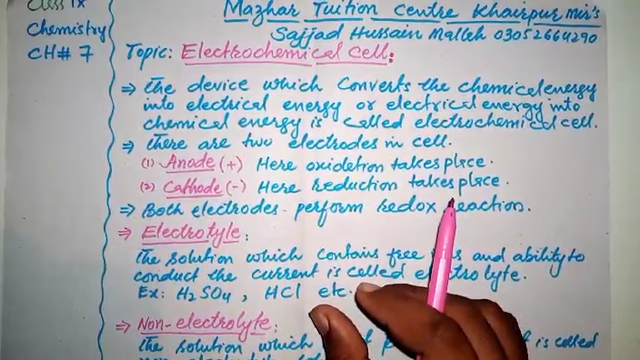 Class IX
Chemistry
CH# 7
Mazhar Tuition Centre Khairpur mir's
Sajjad Hussain Malleh 03052664290
Topic: Electrochemical cell:
⇒ The device which converts the chemical energy
into electrical energy or electrical energy into
chemical energy is called electrochemical cell.
⇒ there are two electrodes in cell.
(1) Anode (+) Here oxidetion takes place.
(2) Cathode (-) Here reduction takes place.
⇒ Both electrodes perform redox reaction.
⇒ Electrotyle:
the solution which contains free and ability to
conduct the current is called electrolyte.
Ex: H₂SO₄, HCl etc.
⇒ Non-electrolyte:
the solution which is called